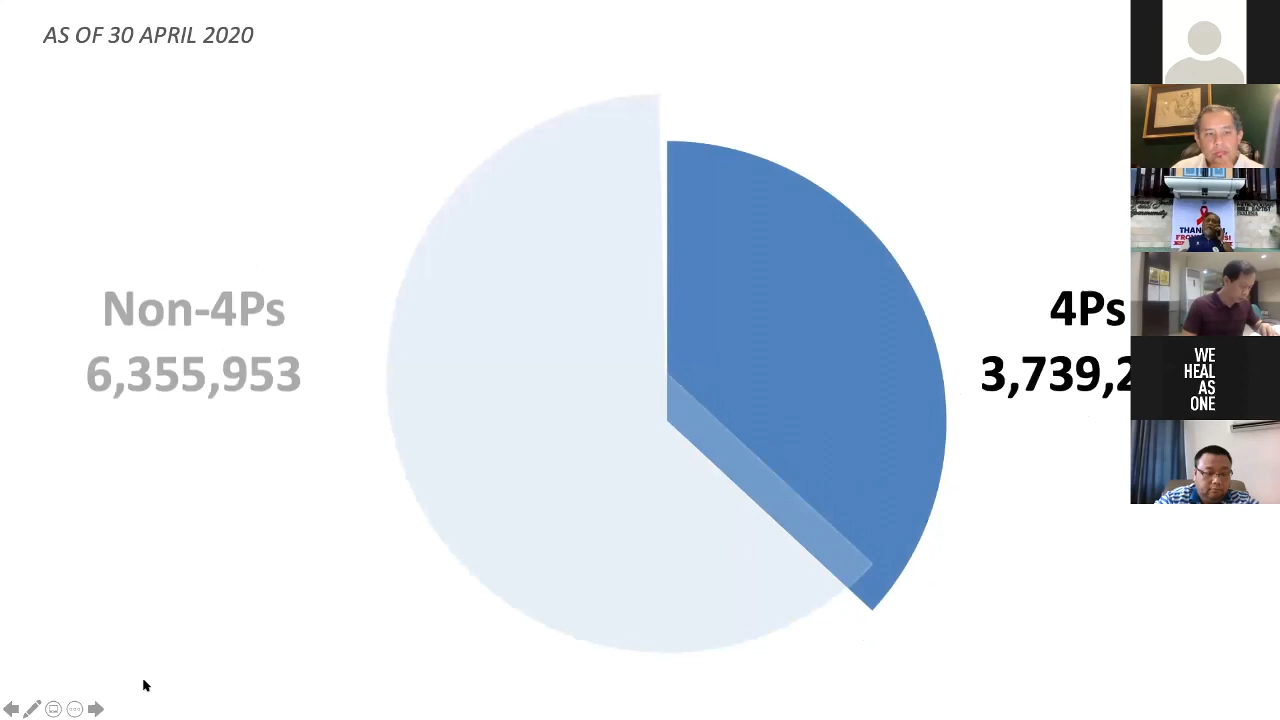 AS OF 30 APRIL 2020
Non-4Ps
6,355,953
4Ps
3,739,2
WE
HEAL
AS
ONE